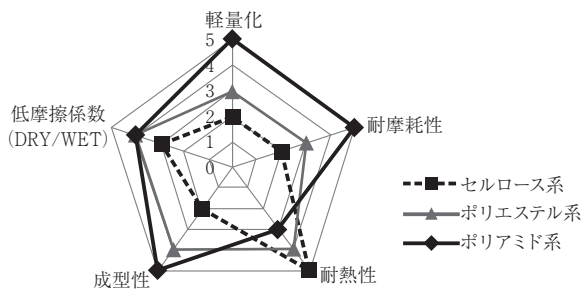 軽量化
5
4
3
2
1
0
低摩擦係数
(DRY/WET)
耐摩耗性
セルロース系
ポリエステル系
ポリアミド系
成型性
耐熱性